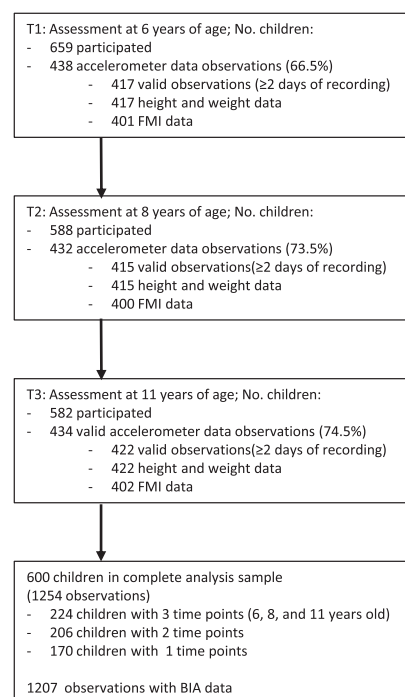 T1: Assessment at 6 years of age; No. children:
- 659 participated
- 438 accelerometer data observations (66.5%)
- 417 valid observations (≥2 days of recording)
- 417 height and weight data
- 401 FMI data
T2: Assessment at 8 years of age; No. children:
- 588 participated
- 432 accelerometer data observations (73.5%)
- 415 valid observations(≥2 days of recording)
- 415 height and weight data
- 400 FMI data
T3: Assessment at 11 years of age; No. children:
- 582 participated
- 434 valid accelerometer data observations (74.5%)
- 422 valid observations(≥2 days of recording)
- 422 height and weight data
- 402 FMI data
600 children in complete analysis sample
(1254 observations)
- 224 children with 3 time points (6, 8, and 11 years old)
- 206 children with 2 time points
- 170 children with 1 time points
1207 observations with BIA data